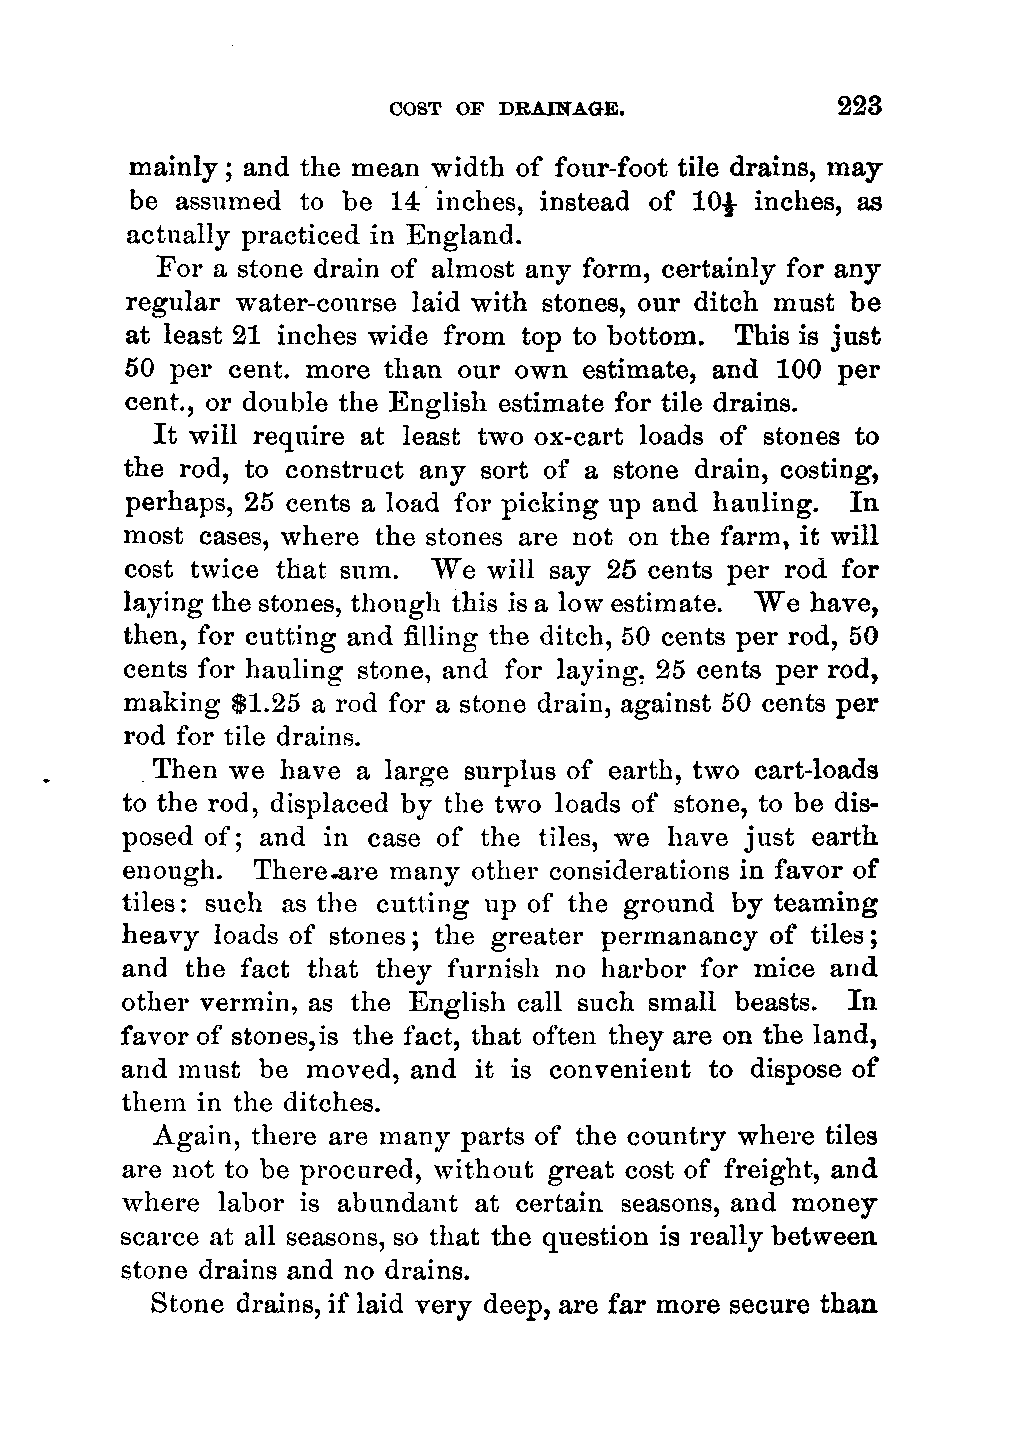 COST OF DRAINAGE. 223
mainly; and the mean width of four-foot tile drains, may
be assumed to be 14 inches, instead of 10½ inches, as
actually practiced in England.
For a stone drain of almost any form, certainly for any
regular water-course laid with stones, our ditch must be
at least 21 inches wide from top to bottom. This is just
50 per cent. more than our own estimate, and 100 per
cent., or double the English estimate for tile drains.
It will require at least two ox-cart loads of stones to
the rod, to construct any sort of a stone drain, costing,
perhaps, 25 cents a load for picking up and hauling. In
most cases, where the stones are not on the farm, it will
cost twice that sum. We will say 25 cents per rod for
laying the stones, though this is a low estimate. We have,
then, for cutting and filling the ditch, 50 cents per rod, 50
cents for hauling stone, and for laying, 25 cents per rod,
making $1.25 a rod for a stone drain, against 50 cents per
rod for tile drains.
Then we have a large surplus of earth, two cart-loads
to the rod, displaced by the two loads of stone, to be dis-
posed of; and in case of the tiles, we have just earth
enough. There are many other considerations in favor of
tiles: such as the cutting up of the ground by teaming
heavy loads of stones; the greater permanancy of tiles;
and the fact that they furnish no harbor for mice and
other vermin, as the English call such small beasts. In
favor of stones, is the fact, that often they are on the land,
and must be moved, and it is convenient to dispose of
them in the ditches.
Again, there are many parts of the country where tiles
are not to be procured, without great cost of freight, and
where labor is abundant at certain seasons, and money
scarce at all seasons, so that the question is really between
stone drains and no drains.
Stone drains, if laid very deep, are far more secure than